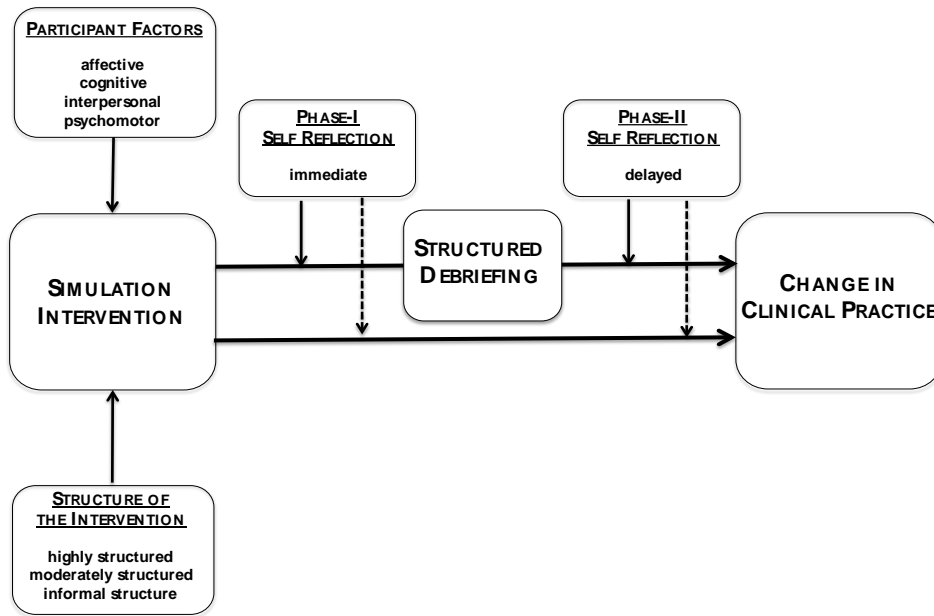 PARTICIPANT FACTORS
affective
cognitive
interpersonal
psychomotor
PHASE-I
SELF REFLECTION
immediate
PHASE-II
SELF REFLECTION
delayed
SIMULATION
INTERVENTION
STRUCTURED
DEBRIEFING
CHANGE IN
CLINICAL PRACTICE
STRUCTURE OF
THE INTERVENTION
highly structured
moderately structured
informal structure